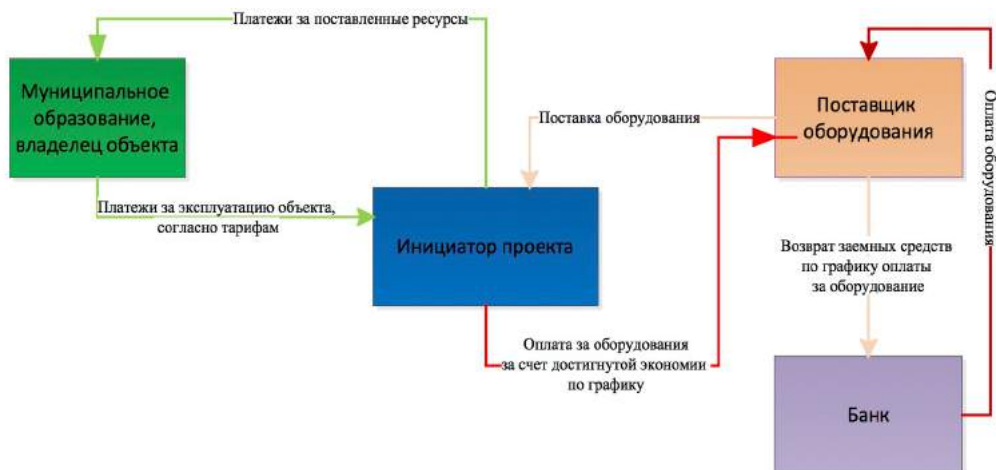 Платежи за поставленные ресурсы
Муниципальное
образование,
владелец объекта
Поставка оборудования
Поставщик
оборудования
Оплата оборудования
Платежи за эксплуатацию объекта,
согласно тарифам
Инициатор проекта
Возврат заемных средств
по графику оплаты
за оборудование
Оплата за оборудования
за счет достигнутой экономии
по графику
Банк